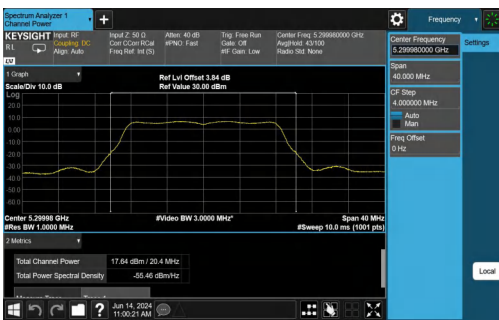 Spectrum Analyzer 1
Channel Power
Frequency
KEYSIGHT
Input: RF
Coupling: DC
Align: Auto
Input Z: 50 Ω
Corr CCorr RCal
Freq Ref: Int (S)
Atten: 40 dB
#PNO: Fast
Trig: Free Run
Gate: Off
#IF Gain: Low
Center Freq: 5.299980000 GHz
Avg|Hold: 43/100
Radio Std: None
R L
Center Frequency
5.299980000 GHz
Settings
Span
40.000 MHz
CF Step
4.000000 MHz
Auto
Man
Freq Offset
0 Hz
1 Graph
Scale/Div 10.0 dB
Ref Lvl Offset 3.84 dB
Ref Value 30.00 dBm
Log
20.0
10.0
0.00
-10.0
-20.0
-30.0
-40.0
-50.0
-60.0
Center 5.29998 GHz
#Video BW 3.0000 MHz*
Span 40 MHz
#Res BW 1.0000 MHz
#Sweep 10.0 ms (1001 pts)
2 Metrics
Total Channel Power
17.64 dBm / 20.4 MHz
Total Power Spectral Density
-55.46 dBm/Hz
Local
Jun 14, 2024
11:00:21 AM